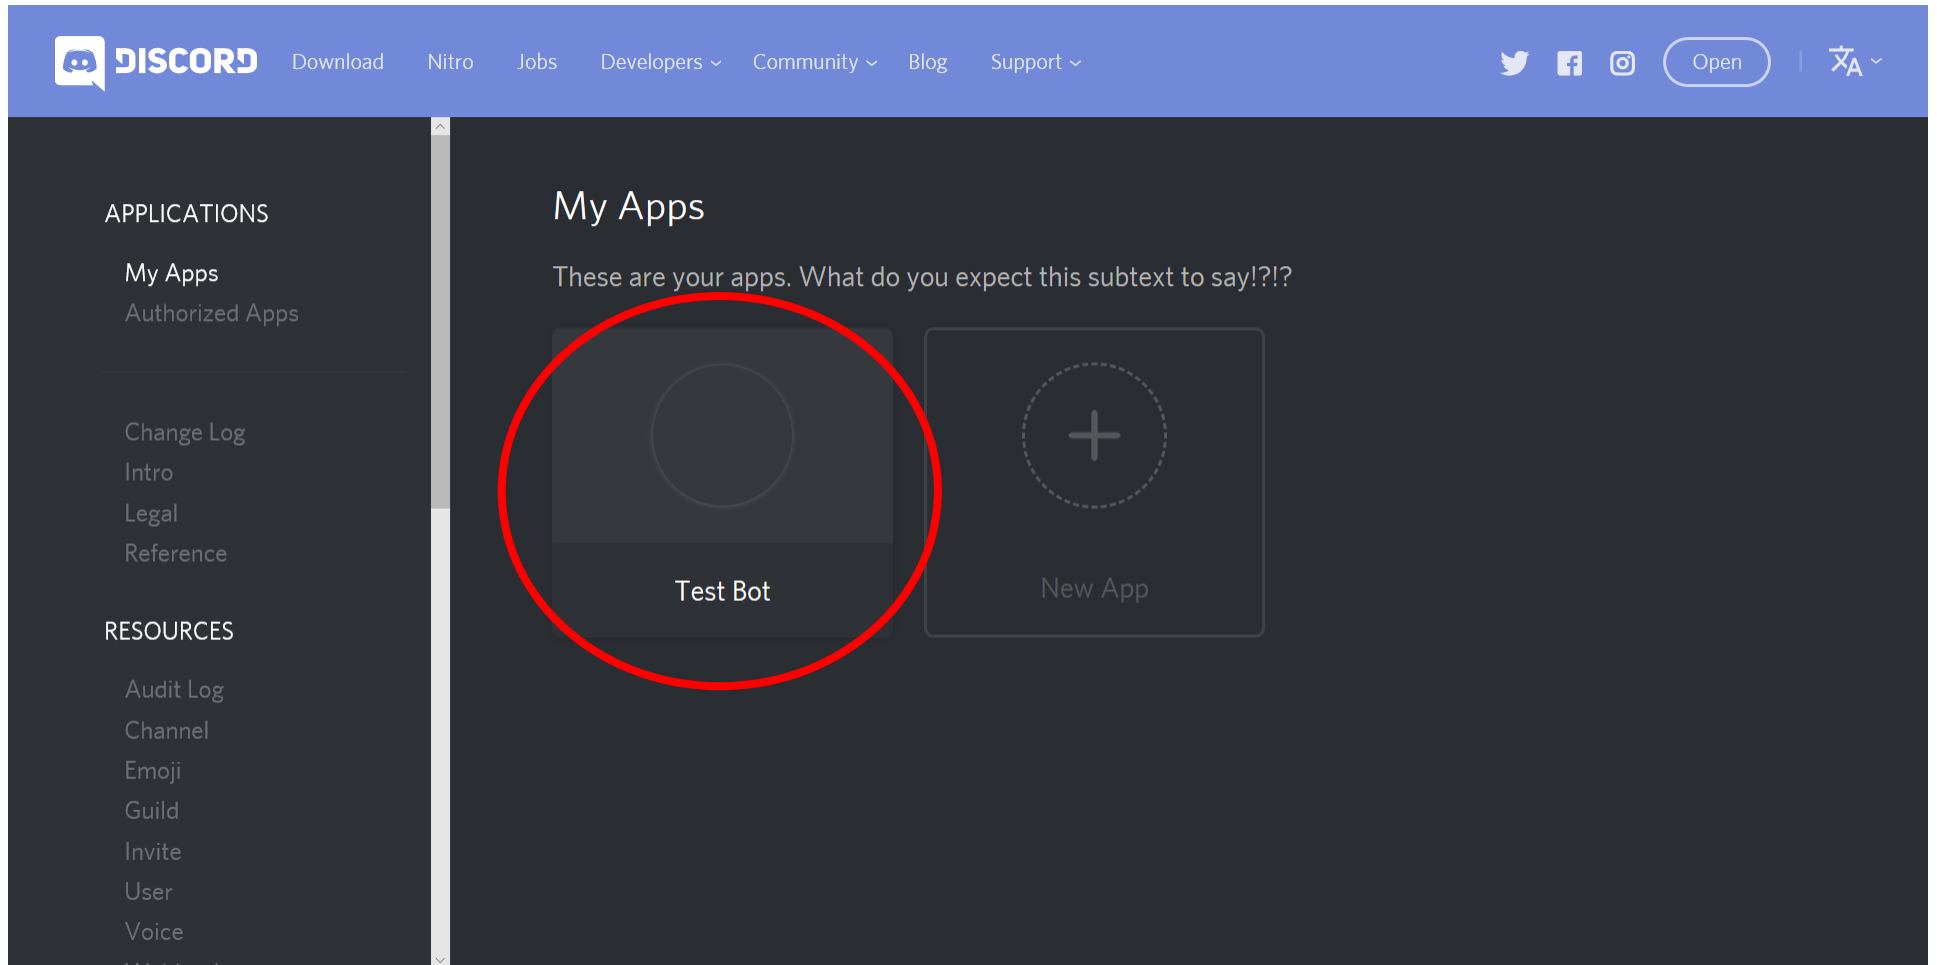 DISCORD Download Nitro Jobs Developers Community Blog Support Open
APPLICATIONS
My Apps
Authorized Apps
Change Log
Intro
Legal
Reference
RESOURCES
Audit Log
Channel
Emoji
Guild
Invite
User
Voice
My Apps
These are your apps. What do you expect this subtext to say!?!?
Test Bot
New App